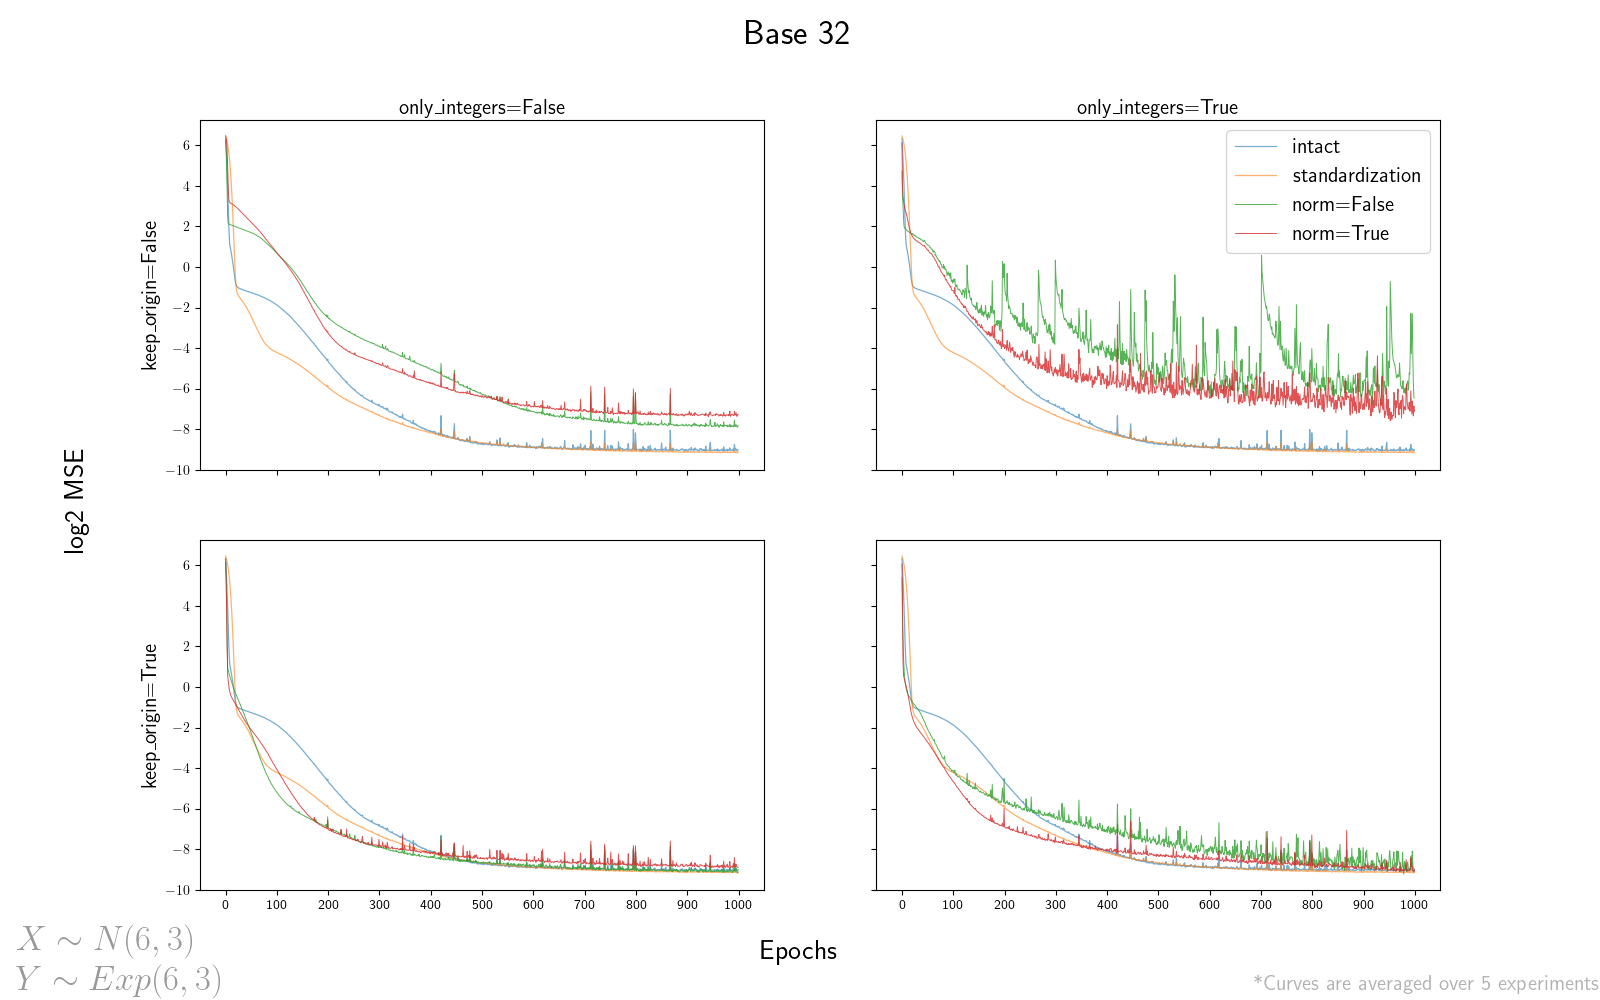 Base 32
only_integers=False
only_integers=True
6
4
2
0
−2
−4
−6
−8
−10
keep_origin=False
intact
standardization
norm=False
norm=True
log2 MSE
6
4
2
0
−2
−4
−6
−8
−10
keep_origin=True
0 100 200 300 400 500 600 700 800 900 1000
0 100 200 300 400 500 600 700 800 900 1000
Epochs
X ∼ N(6, 3)
Y ∼ Exp(6, 3)
*Curves are averaged over 5 experiments